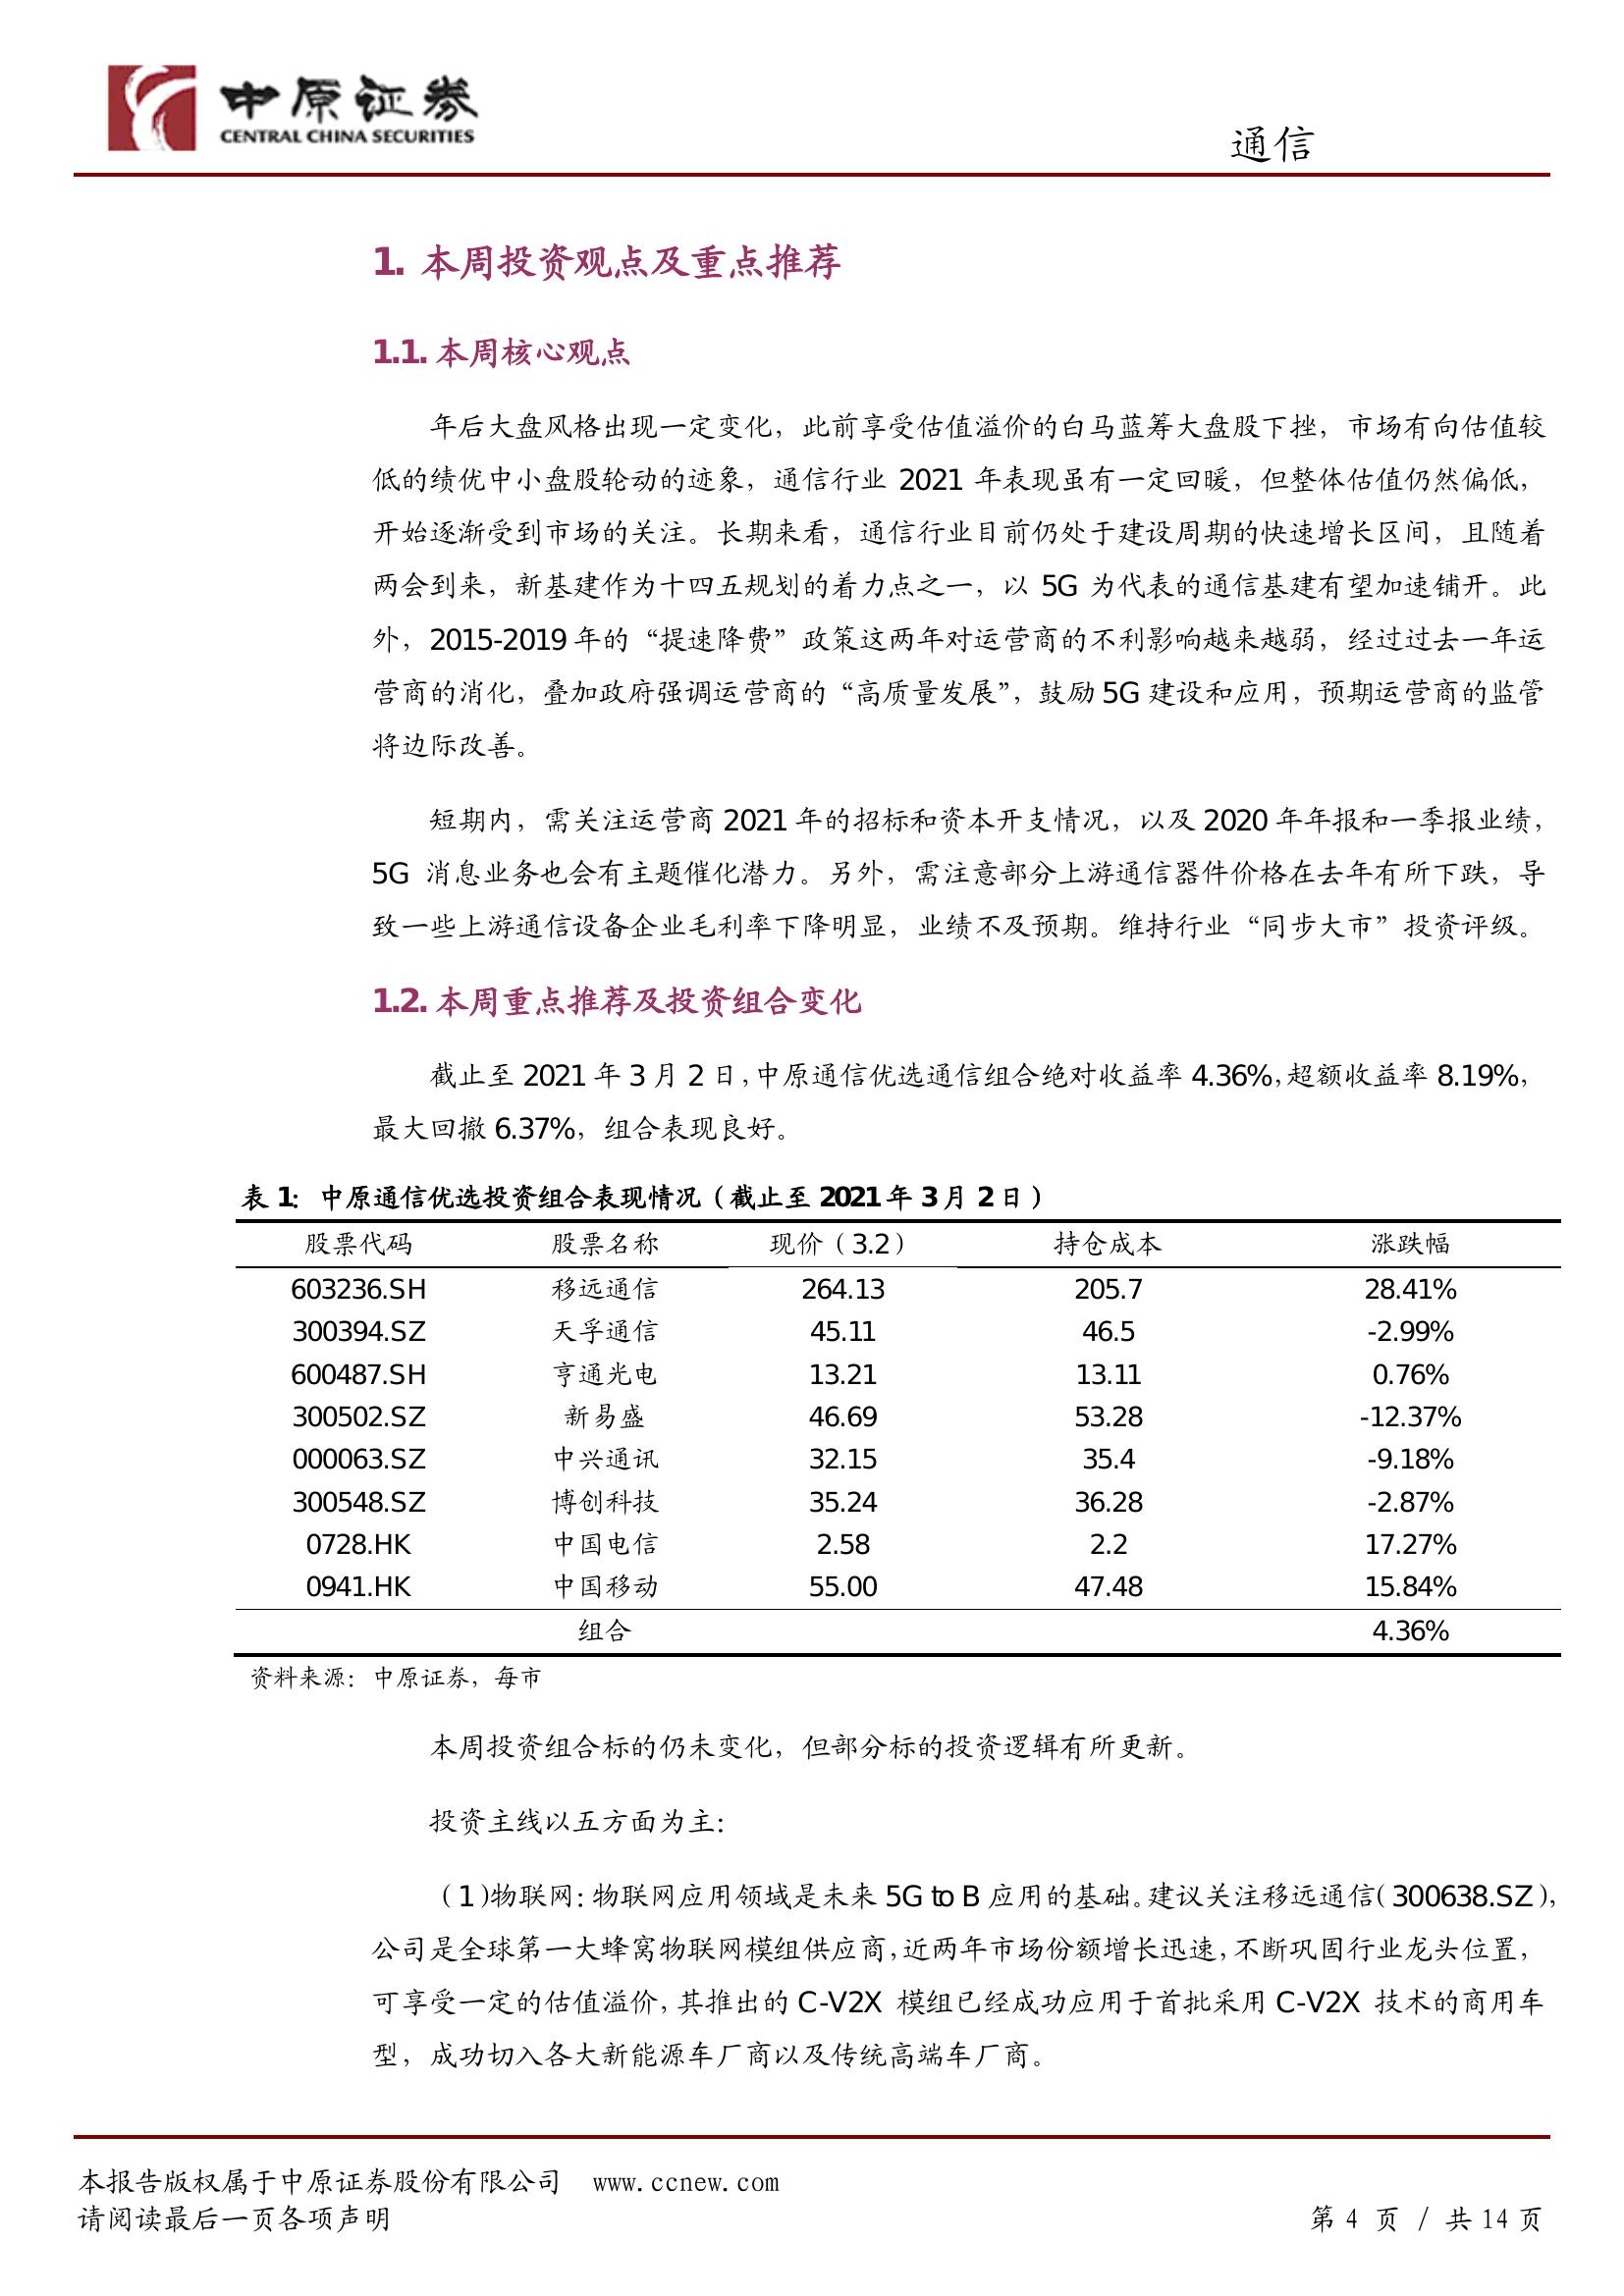 中原证券
CENTRAL CHINA SECURITIES
通信
1. 本周投资观点及重点推荐
1.1. 本周核心观点
年后大盘风格出现一定变化，此前享受估值溢价的白马蓝筹大盘股下挫，市场有向估值较
低的绩优中小盘股轮动的迹象，通信行业 2021 年表现虽有一定回暖，但整体估值仍然偏低，
开始逐渐受到市场的关注。长期来看，通信行业目前仍处于建设周期的快速增长区间，且随着
两会到来，新基建作为十四五规划的着力点之一，以 5G 为代表的通信基建有望加速铺开。此
外，2015-2019 年的“提速降费”政策这两年对运营商的不利影响越来越弱，经过过去一年运
营商的消化，叠加政府强调运营商的“高质量发展”，鼓励 5G 建设和应用，预期运营商的监管
将边际改善。
短期内，需关注运营商 2021 年的招标和资本开支情况，以及 2020 年年报和一季报业绩，
5G 消息业务也会有主题催化潜力。另外，需注意部分上游通信器件价格在去年有所下跌，导
致一些上游通信设备企业毛利率下降明显，业绩不及预期。维持行业“同步大市”投资评级。
1.2. 本周重点推荐及投资组合变化
截止至 2021 年 3 月 2 日，中原通信优选通信组合绝对收益率 4.36%，超额收益率 8.19%，
最大回撤 6.37%，组合表现良好。
表 1： 中原通信优选投资组合表现情况（截止至 2021 年 3 月 2 日）
股票代码 股票名称 现价（3.2） 持仓成本 涨跌幅
603236.SH 移远通信 264.13 205.7 28.41%
300394.SZ 天孚通信 45.11 46.5 -2.99%
600487.SH 亨通光电 13.21 13.11 0.76%
300502.SZ 新易盛 46.69 53.28 -12.37%
000063.SZ 中兴通讯 32.15 35.4 -9.18%
300548.SZ 博创科技 35.24 36.28 -2.87%
0728.HK 中国电信 2.58 2.2 17.27%
0941.HK 中国移动 55.00 47.48 15.84%
组合 4.36%
资料来源：中原证券，每市
本周投资组合标的仍未变化，但部分标的投资逻辑有所更新。
投资主线以五方面为主：
（1）物联网：物联网应用领域是未来 5G to B 应用的基础。建议关注移远通信（300638.SZ），
公司是全球第一大蜂窝物联网模组供应商，近两年市场份额增长迅速，不断巩固行业龙头位置，
可享受一定的估值溢价，其推出的 C-V2X 模组已经成功应用于首批采用 C-V2X 技术的商用车
型，成功切入各大新能源车厂商以及传统高端车厂商。
本报告版权属于中原证券股份有限公司 www.ccnew.com
请阅读最后一页各项声明 第 4 页 / 共 14 页